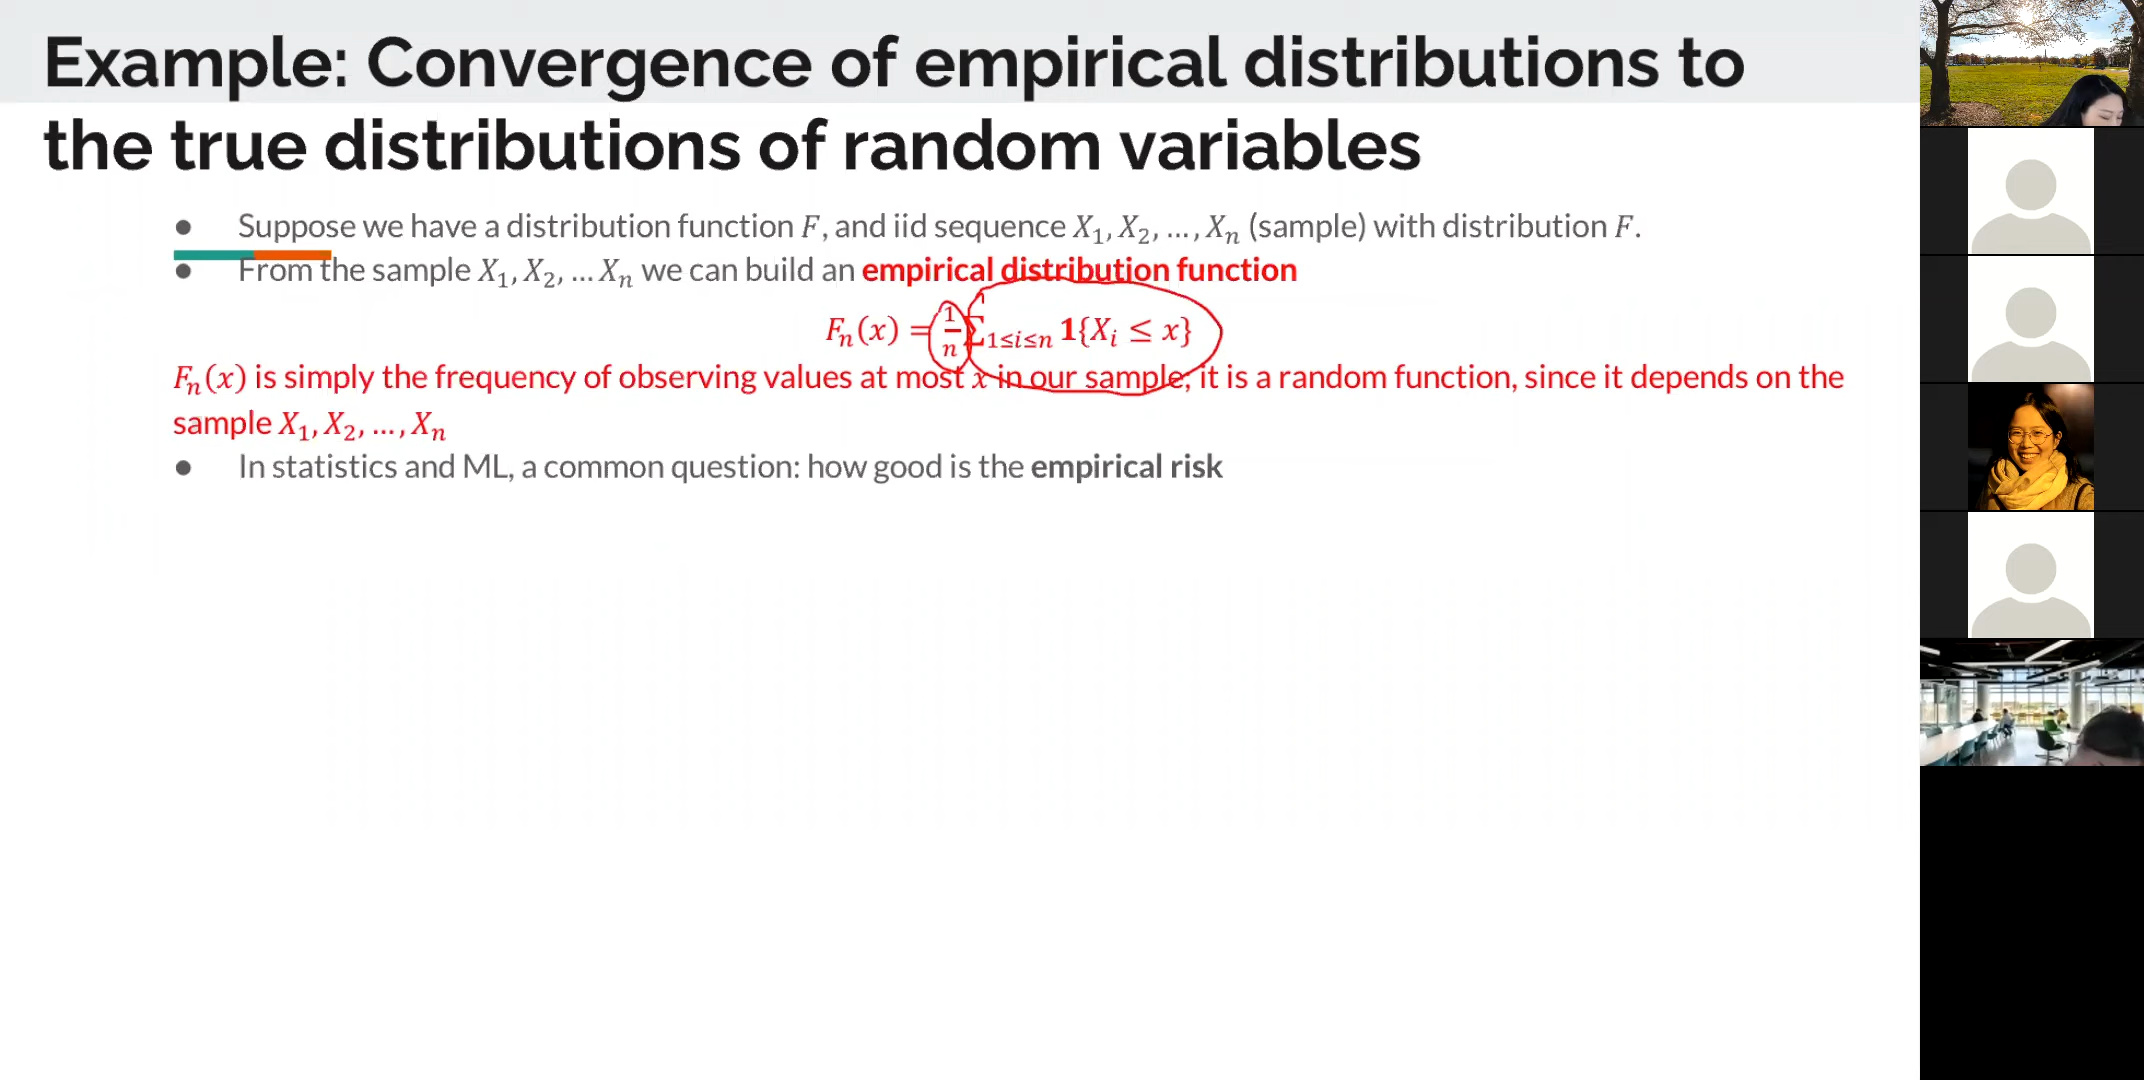 Example: Convergence of empirical distributions to
the true distributions of random variables
● Suppose we have a distribution function F, and iid sequence X₁, X₂, …, Xₙ (sample) with distribution F.
● From the sample X₁, X₂, … Xₙ we can build an empirical distribution function
Fₙ(x) = 1/n ∑_{1≤i≤n} 1{Xᵢ ≤ x}
Fₙ(x) is simply the frequency of observing values at most x in our sample; it is a random function, since it depends on the
sample X₁, X₂, …, Xₙ
● In statistics and ML, a common question: how good is the empirical risk